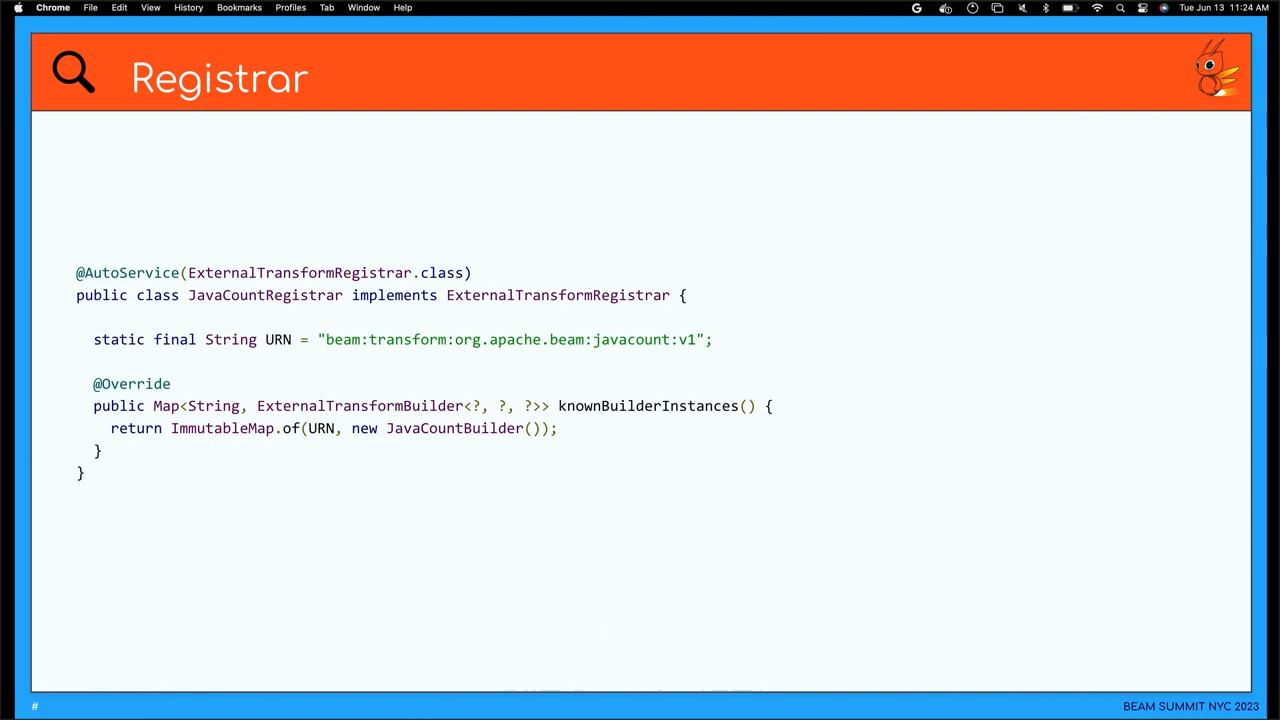 Chrome File Edit View History Bookmarks Profiles Tab Window Help Tue Jun 13 11:24 AM
Registrar
@AutoService(ExternalTransformRegistrar.class)
public class JavaCountRegistrar implements ExternalTransformRegistrar {
static final String URN = "beam:transform:org.apache.beam:javacount:v1";
@Override
public Map<String, ExternalTransformBuilder<?, ?, ?>> knownBuilderInstances() {
return ImmutableMap.of(URN, new JavaCountBuilder());
}
}
# BEAM SUMMIT NYC 2023